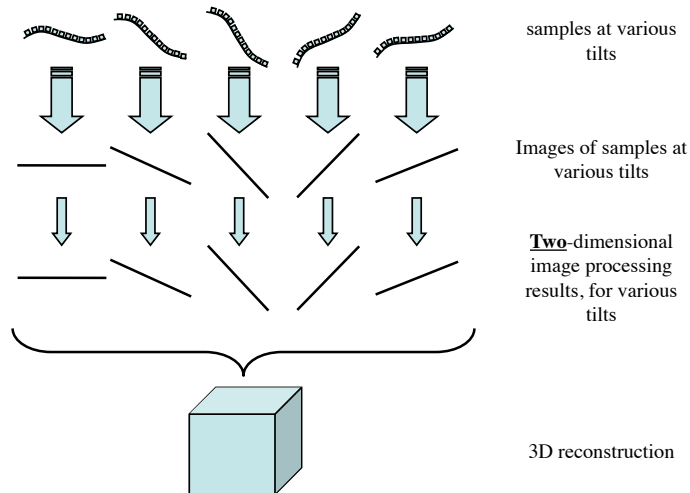 samples at various
tilts
Images of samples at
various tilts
Two-dimensional
image processing
results, for various
tilts
3D reconstruction